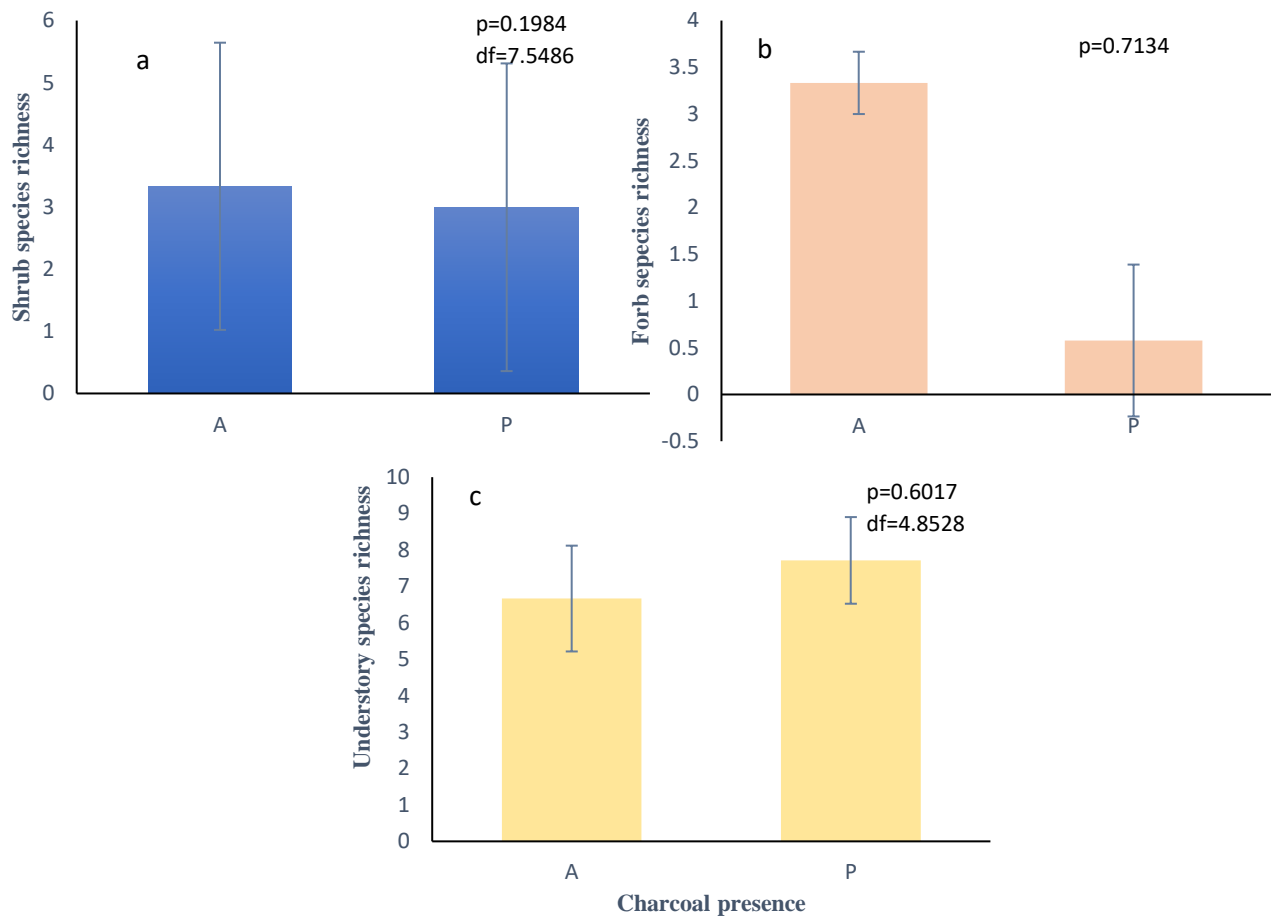 a
p=0.1984
df=7.5486
Shrub species richness
6
5
4
3
2
1
0
A
P
b
p=0.7134
Forb sepecies richness
4
3.5
3
2.5
2
1.5
1
0.5
0
-0.5
A
P
c
p=0.6017
df=4.8528
Understory species richness
10
9
8
7
6
5
4
3
2
1
0
A
P
Charcoal presence